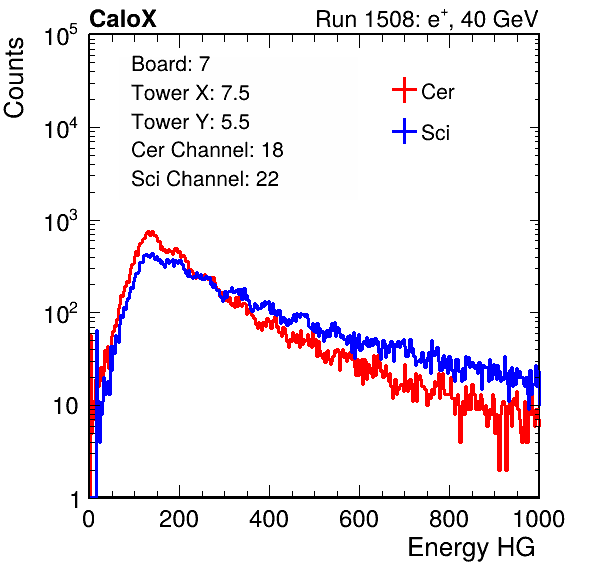 CaloX Run 1508: e⁺, 40 GeV
Board: 7
Tower X: 7.5
Tower Y: 5.5
Cer Channel: 18
Sci Channel: 22
Cer
Sci
Counts
10⁵
10⁴
10³
10²
10
1
0 200 400 600 800 1000
Energy HG